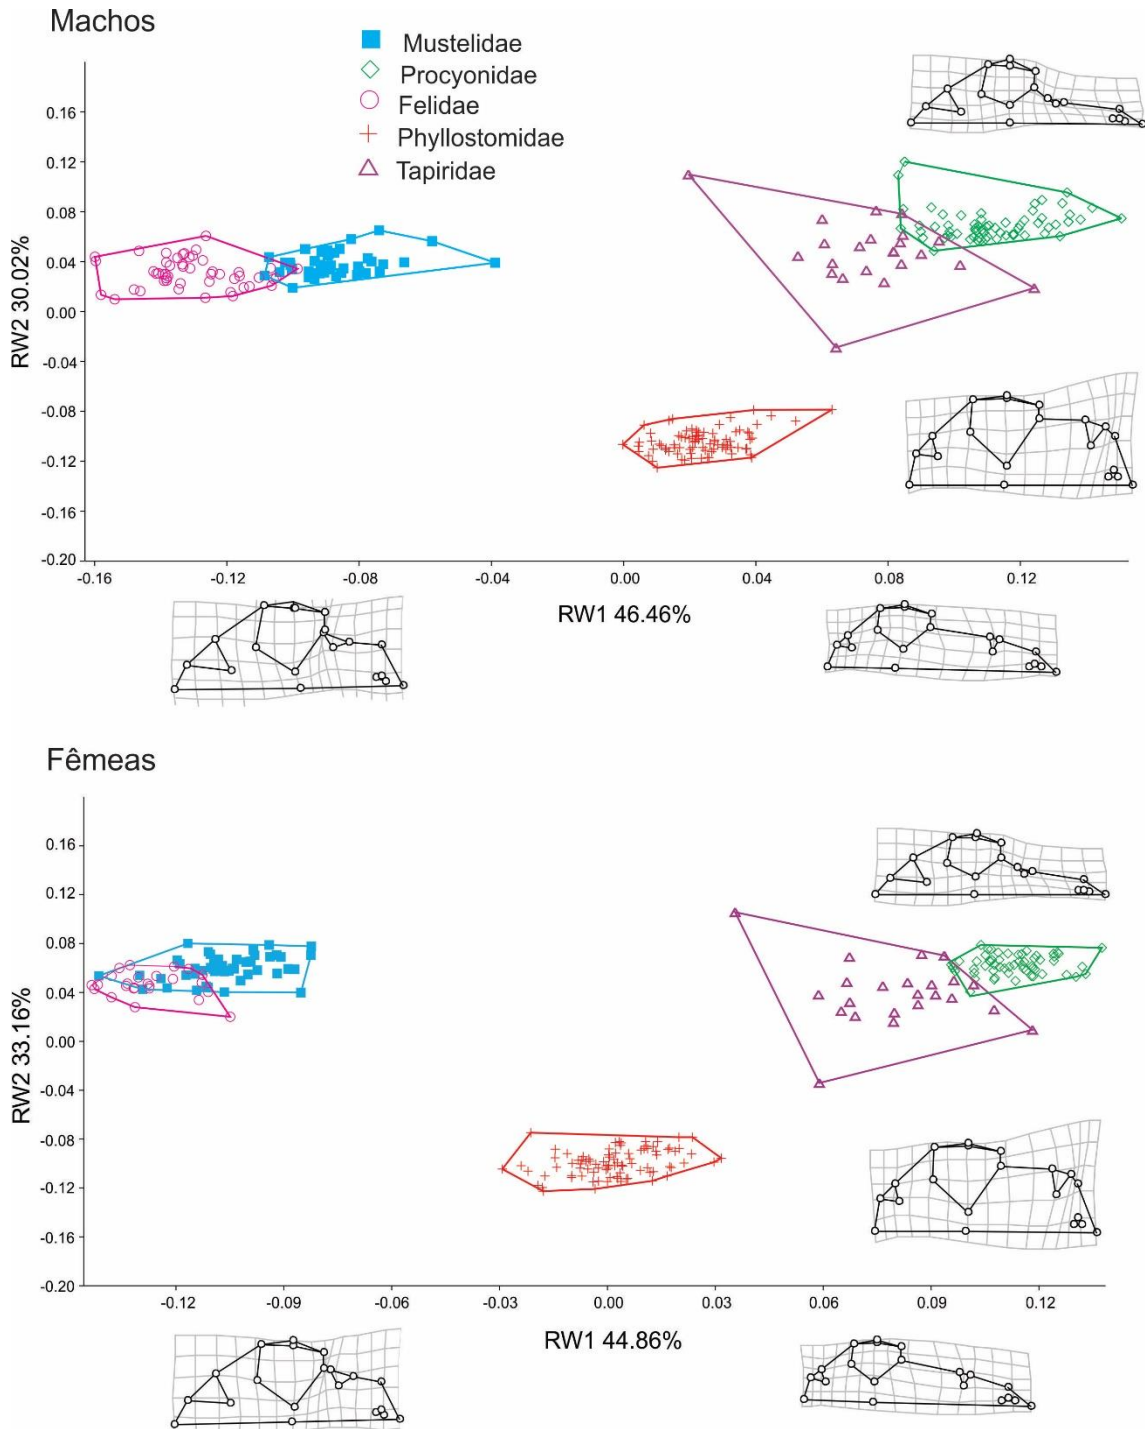 Machos
Mustelidae
Procyonidae
Felidae
Phyllostomidae
Tapiridae
0.16
0.12
0.08
0.04
0.00
-0.04
-0.08
-0.12
-0.16
-0.20
RW2 30.02%
-0.16 -0.12 -0.08 -0.04 0.00 0.04 0.08 0.12
RW1 46.46%
Fêmeas
0.16
0.12
0.08
0.04
0.00
-0.04
-0.08
-0.12
-0.16
-0.20
RW2 33.16%
-0.12 -0.09 -0.06 -0.03 0.00 0.03 0.06 0.09 0.12
RW1 44.86%